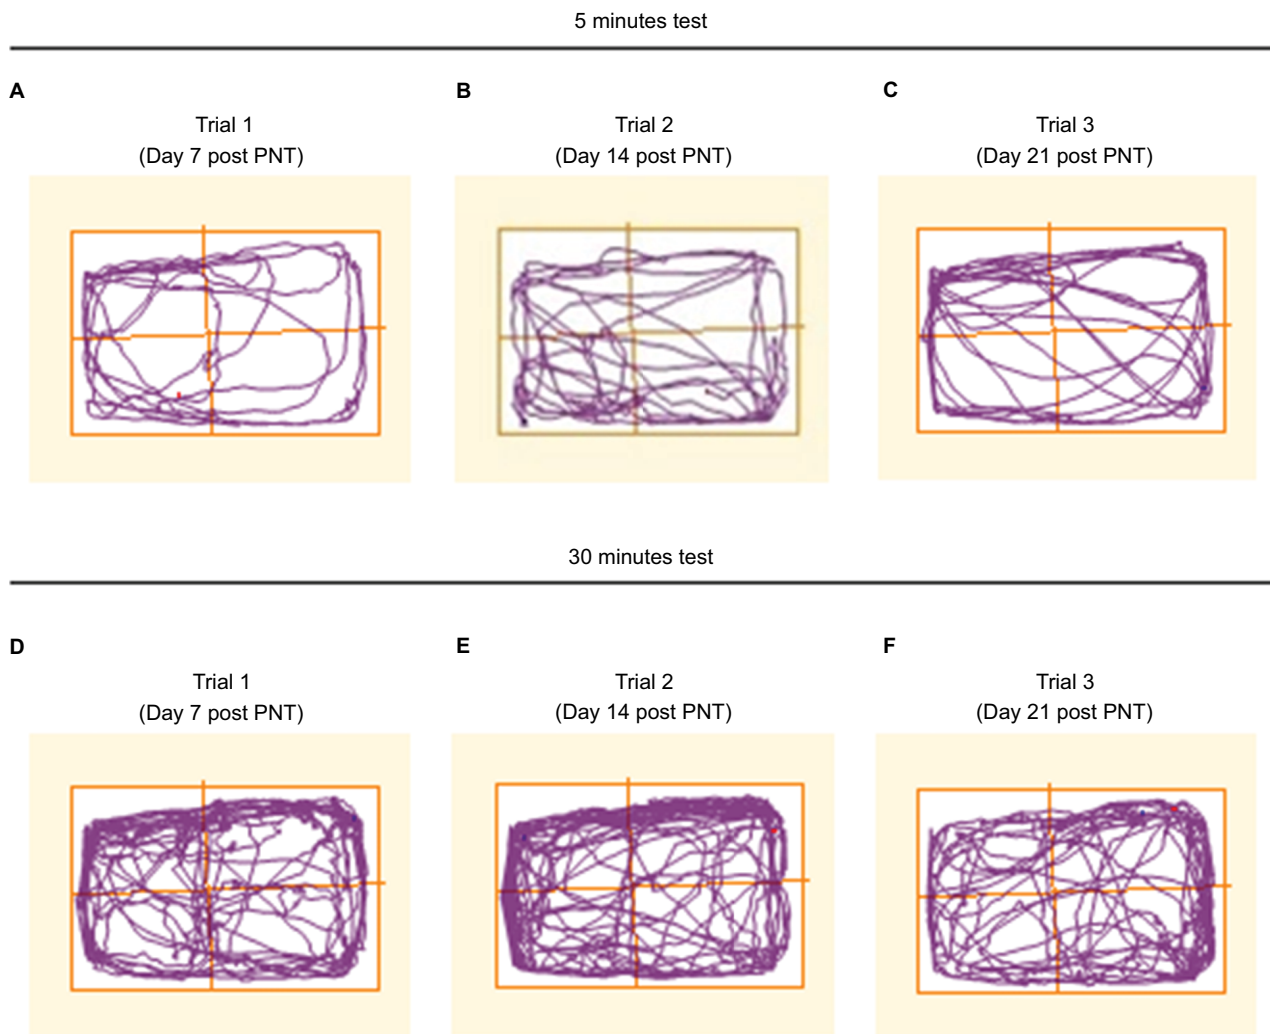 5 minutes test
A
B
C
Trial 1
(Day 7 post PNT)
Trial 2
(Day 14 post PNT)
Trial 3
(Day 21 post PNT)
30 minutes test
D
E
F
Trial 1
(Day 7 post PNT)
Trial 2
(Day 14 post PNT)
Trial 3
(Day 21 post PNT)